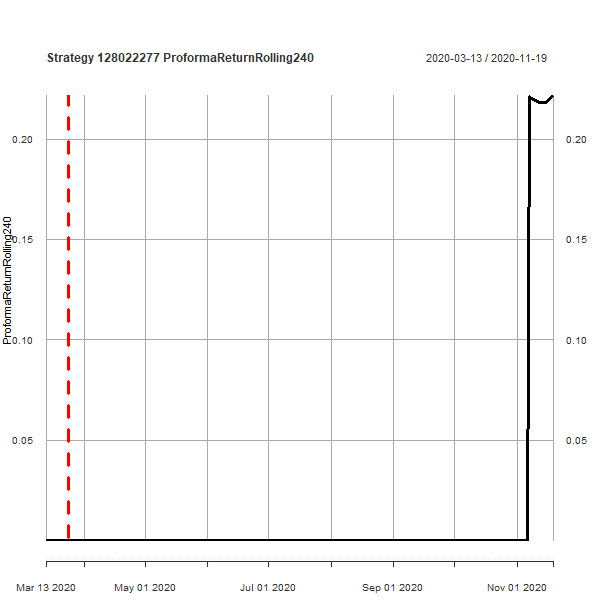 Strategy 128022277 ProformaReturnRolling240
2020-03-13 / 2020-11-19
ProformaReturnRolling240
0.20
0.20
0.15
0.15
0.10
0.10
0.05
0.05
Mar 13 2020
May 01 2020
Jul 01 2020
Sep 01 2020
Nov 01 2020